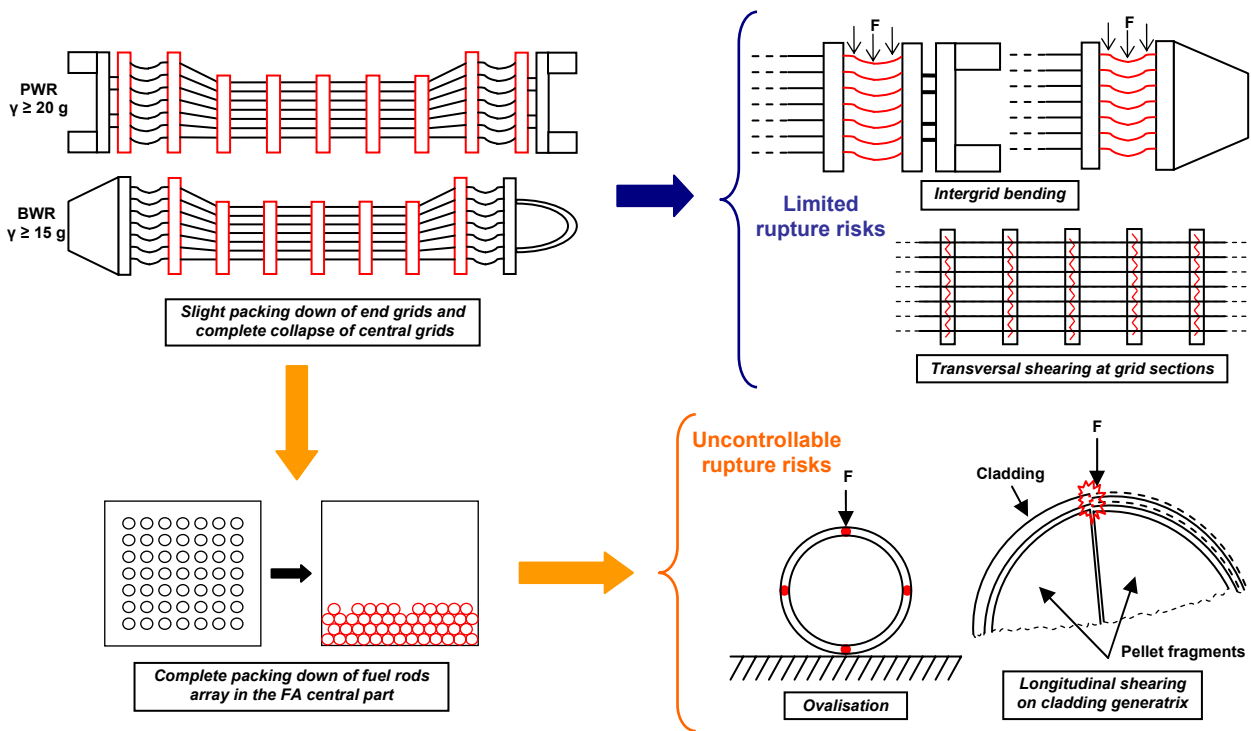 PWR
γ ≥ 20 g
BWR
γ ≥ 15 g
Slight packing down of end grids and
complete collapse of central grids
F
F
Intergrid bending
Limited
rupture risks
Transversal shearing at grid sections
Uncontrollable
rupture risks
Complete packing down of fuel rods
array in the FA central part
F
Ovalisation
F
Cladding
Pellet fragments
Longitudinal shearing
on cladding generatrix